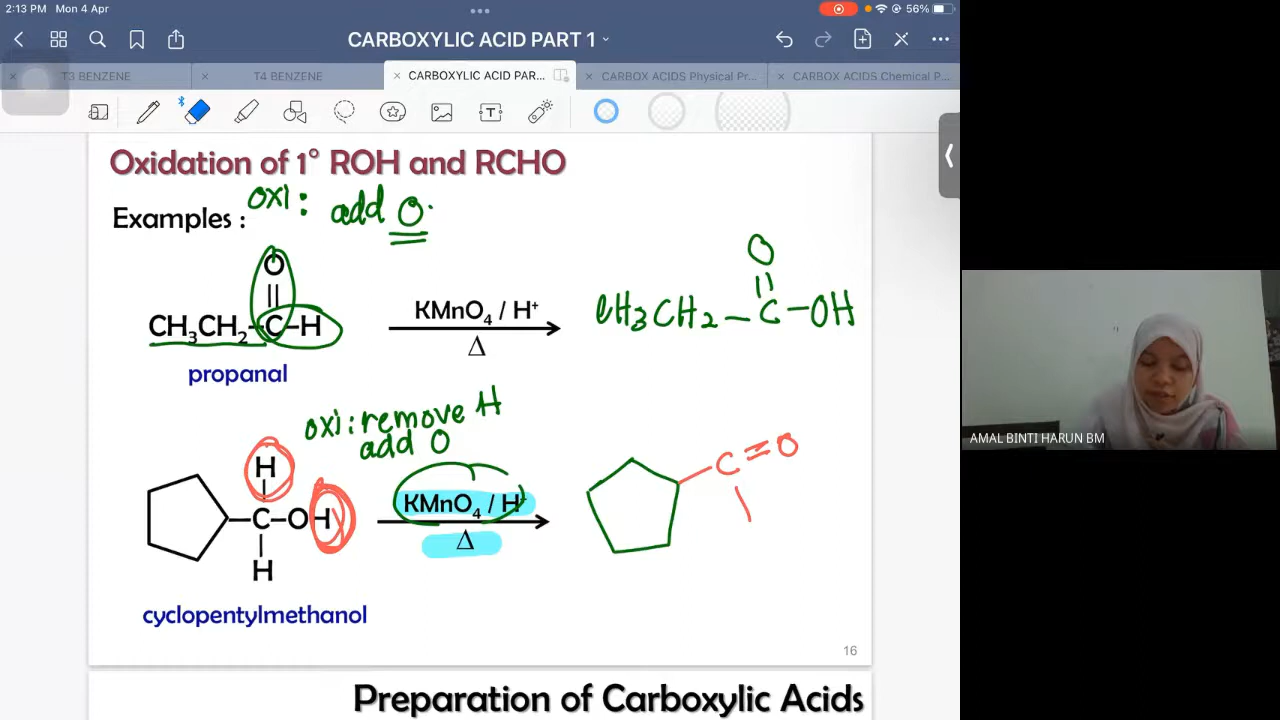 2:13 PM Mon 4 Apr
56%
CARBOXYLIC ACID PART 1
T3 BENZENE
T4 BENZENE
CARBOXYLIC ACID PAR...
CARBOX ACIDS Physical Pr...
CARBOX ACIDS Chemical P...
Oxidation of 1° ROH and RCHO
oxi: add O
Examples :
O
CH₃CH₂-C-H
KMnO₄ / H⁺
Δ
O
CH₃CH₂-C-OH
propanal
oxi: remove H
add O
H
C-OH
H
KMnO₄ / H⁺
Δ
C=O
cyclopentylmethanol
16
Preparation of Carboxylic Acids
AMAL BINTI HARUN BM